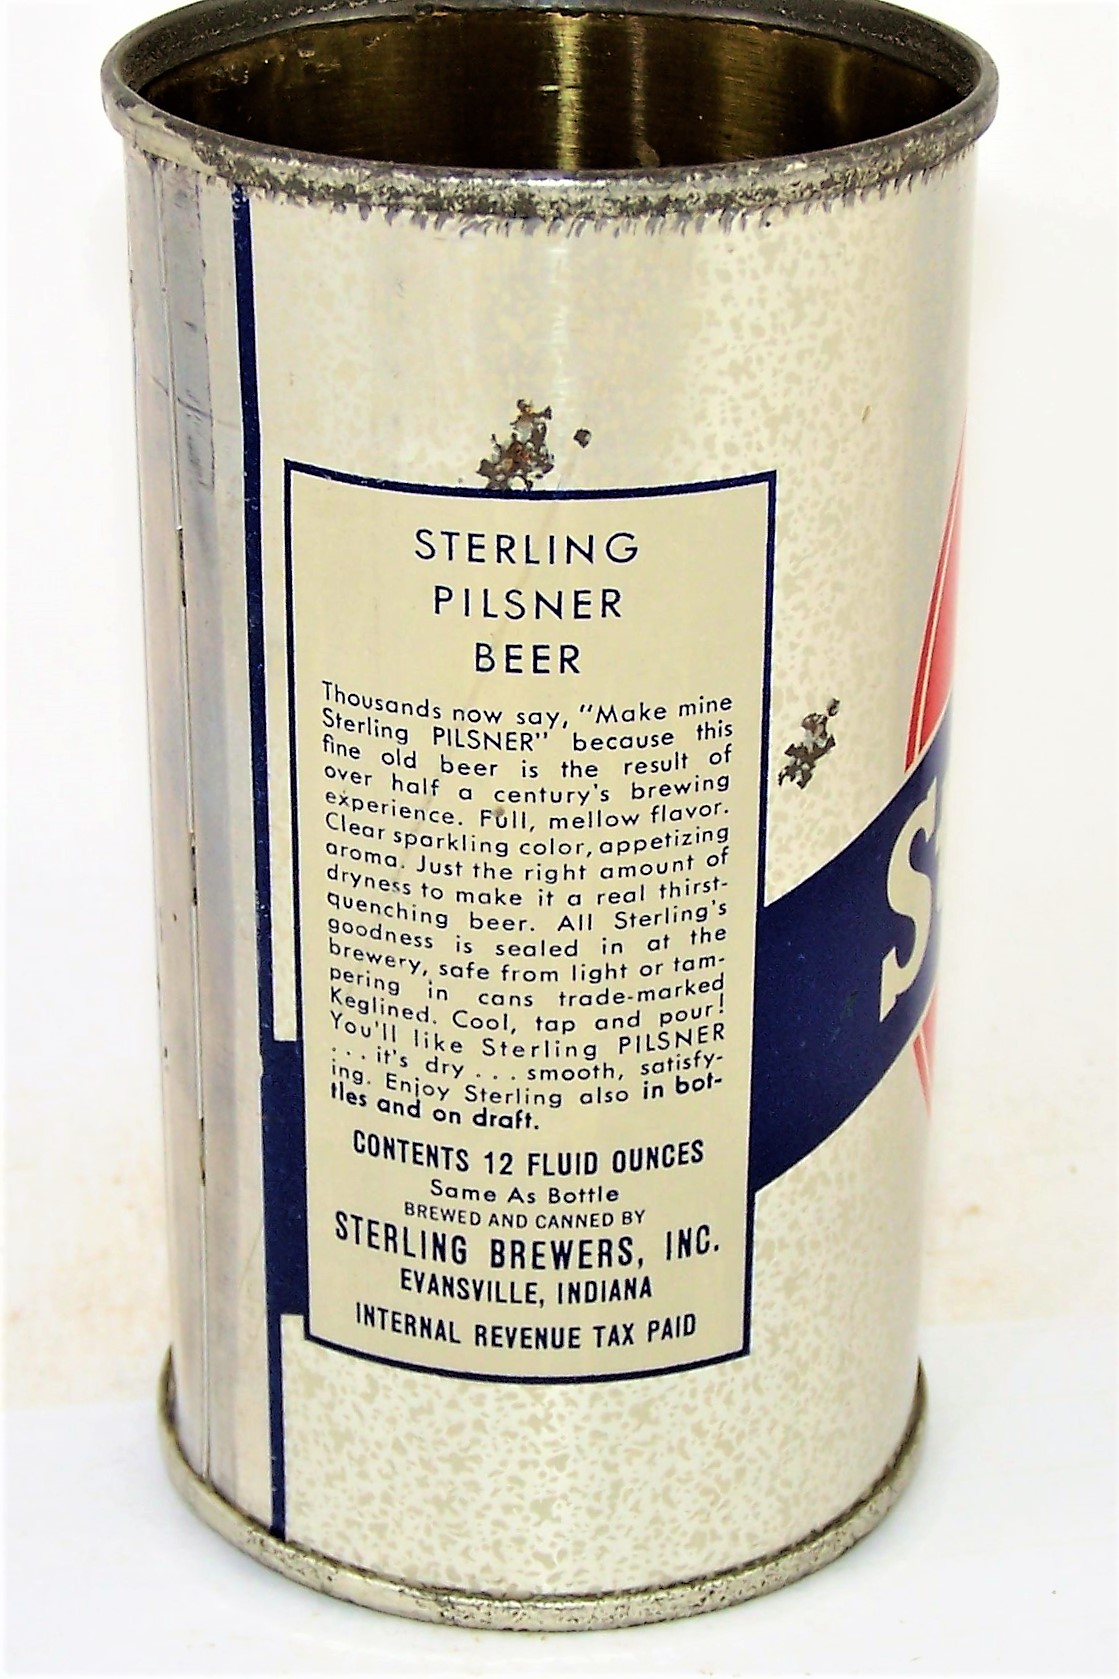 STERLING
PILSNER
BEER
Thousands now say, "Make mine
Sterling PILSNER" because this
fine old beer is the result of
over half a century's brewing
experience. Full, mellow flavor.
Clear sparkling color, appetizing
aroma. Just the right amount of
dryness to make it a real thirst-
quenching beer. All Sterling's
goodness is sealed in at the
brewery, safe from light or tam-
pering in cans trade-marked
Keglined. Cool, tap and pour!
You'll like Sterling PILSNER
. . . it's dry . . . smooth, satisfy-
ing. Enjoy Sterling also in bot-
tles and on draft.
CONTENTS 12 FLUID OUNCES
Same As Bottle
BREWED AND CANNED BY
STERLING BREWERS, INC.
EVANSVILLE, INDIANA
INTERNAL REVENUE TAX PAID